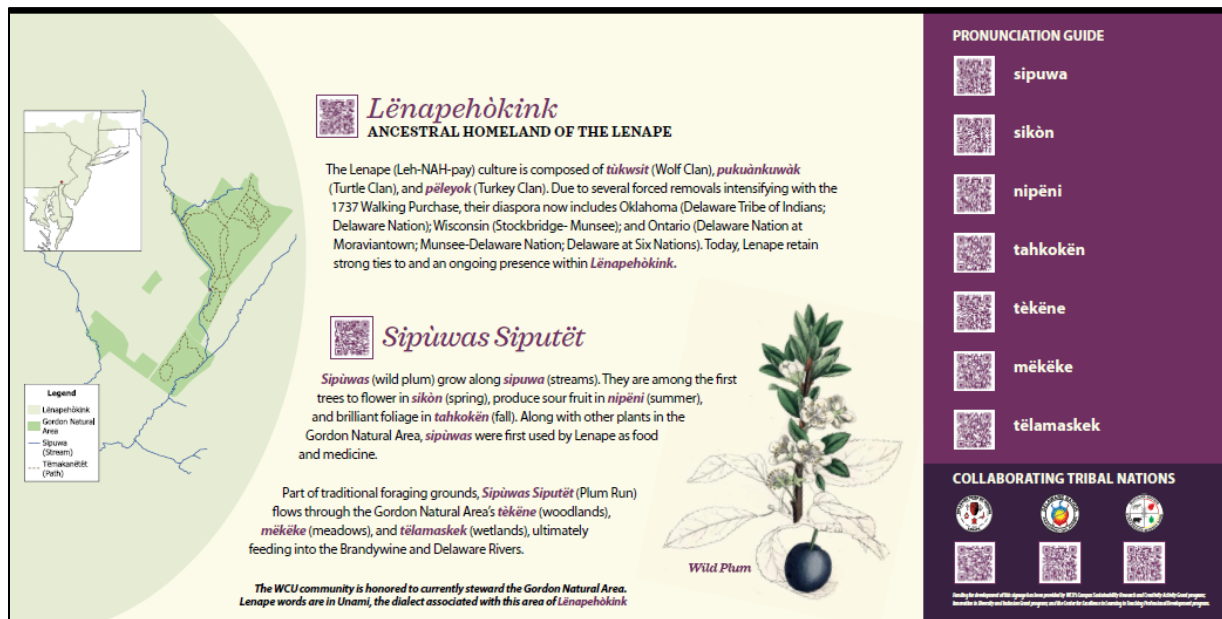 Lënapehòkink
ANCESTRAL HOMELAND OF THE LENAPE
The Lenape (Leh-NAH-pay) culture is composed of tùkwsit (Wolf Clan), pukuànkuwàk
(Turtle Clan), and pëleyok (Turkey Clan). Due to several forced removals intensifying with the
1737 Walking Purchase, their diaspora now includes Oklahoma (Delaware Tribe of Indians;
Delaware Nation); Wisconsin (Stockbridge- Munsee); and Ontario (Delaware Nation at
Moraviantown; Munsee-Delaware Nation; Delaware at Six Nations). Today, Lenape retain
strong ties to and an ongoing presence within Lënapehòkink.
Sipùwas Siputët
Sipùwas (wild plum) grow along sipuwa (streams). They are among the first
trees to flower in sikòn (spring), produce sour fruit in nipëni (summer),
and brilliant foliage in tahkokën (fall). Along with other plants in the
Gordon Natural Area, sipùwas were first used by Lenape as food
and medicine.
Part of traditional foraging grounds, Sipùwas Siputët (Plum Run)
flows through the Gordon Natural Area's tèkëne (woodlands),
mëkëke (meadows), and tëlamaskek (wetlands), ultimately
feeding into the Brandywine and Delaware Rivers.
The WCU community is honored to currently steward the Gordon Natural Area.
Lenape words are in Unami, the dialect associated with this area of Lënapehòkink
Wild Plum
Legend
Lënapehòkink
Gordon Natural
Area
Sipuwa
(Stream)
Tëmakanëtët
(Path)
PRONUNCIATION GUIDE
sipuwa
sikòn
nipëni
tahkokën
tèkëne
mëkëke
tëlamaskek
COLLABORATING TRIBAL NATIONS